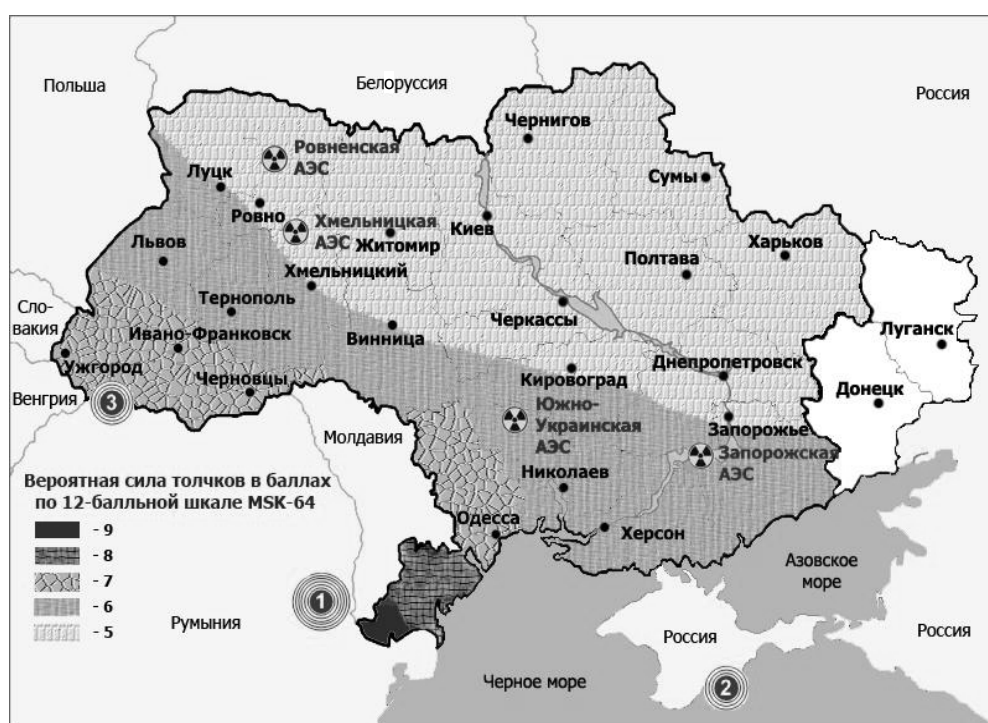 Польша
Белоруссия
Россия
Чернигов
Ровненская
АЭС
Сумы
Луцк
Ровно
Хмельницкая
АЭС
Житомир
Киев
Харьков
Львов
Полтава
Хмельницкий
Тернополь
Сло-
вакия
Черкассы
Ивано-Франковск
Винница
Луганск
Ужгород
Днепропетровск
Кировоград
Черновцы
Донецк
Венгрия
3
Южно-
Украинская
АЭС
Запорожье
Запорожская
АЭС
Молдавия
Николаев
Вероятная сила толчков в баллах
по 12-балльной шкале MSK-64
- 9
- 8
- 7
- 6
- 5
Одесса
Херсон
Азовское
море
1
Румыния
Россия
Россия
Черное море
2